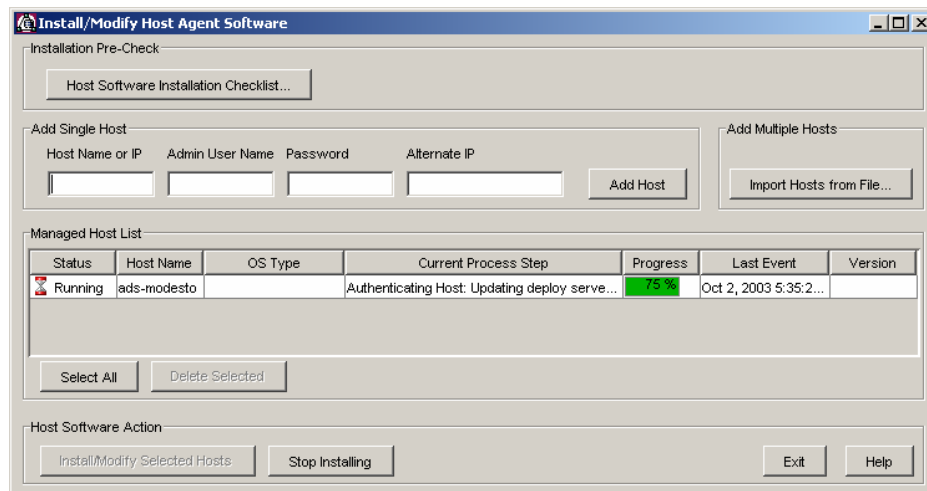 Install/Modify Host Agent Software
Installation Pre-Check
Host Software Installation Checklist...
Add Single Host
Add Multiple Hosts
Host Name or IP Admin User Name Password Alternate IP
Add Host
Import Hosts from File...
Managed Host List
Status Host Name OS Type Current Process Step Progress Last Event Version
Running ads-modesto Authenticating Host: Updating deploy serve... 75 % Oct 2, 2003 5:35:2...
Select All Delete Selected
Host Software Action
Install/Modify Selected Hosts Stop Installing Exit Help